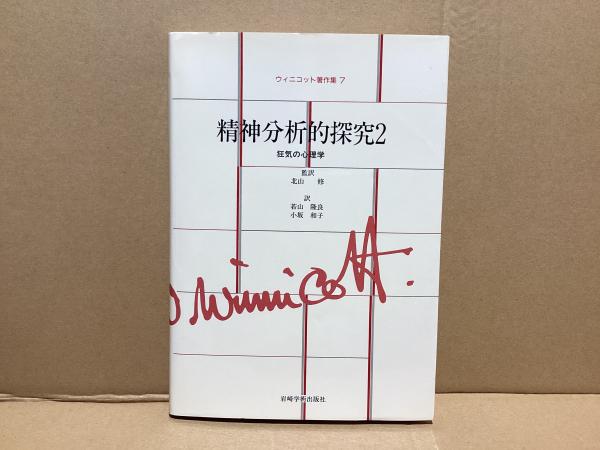 ウィニコット著作集 7
精神分析的探究2
狂気の心理学
監訳
北山 修
訳
若山 隆良
小坂 和子
D Winnicott.
岩崎学術出版社